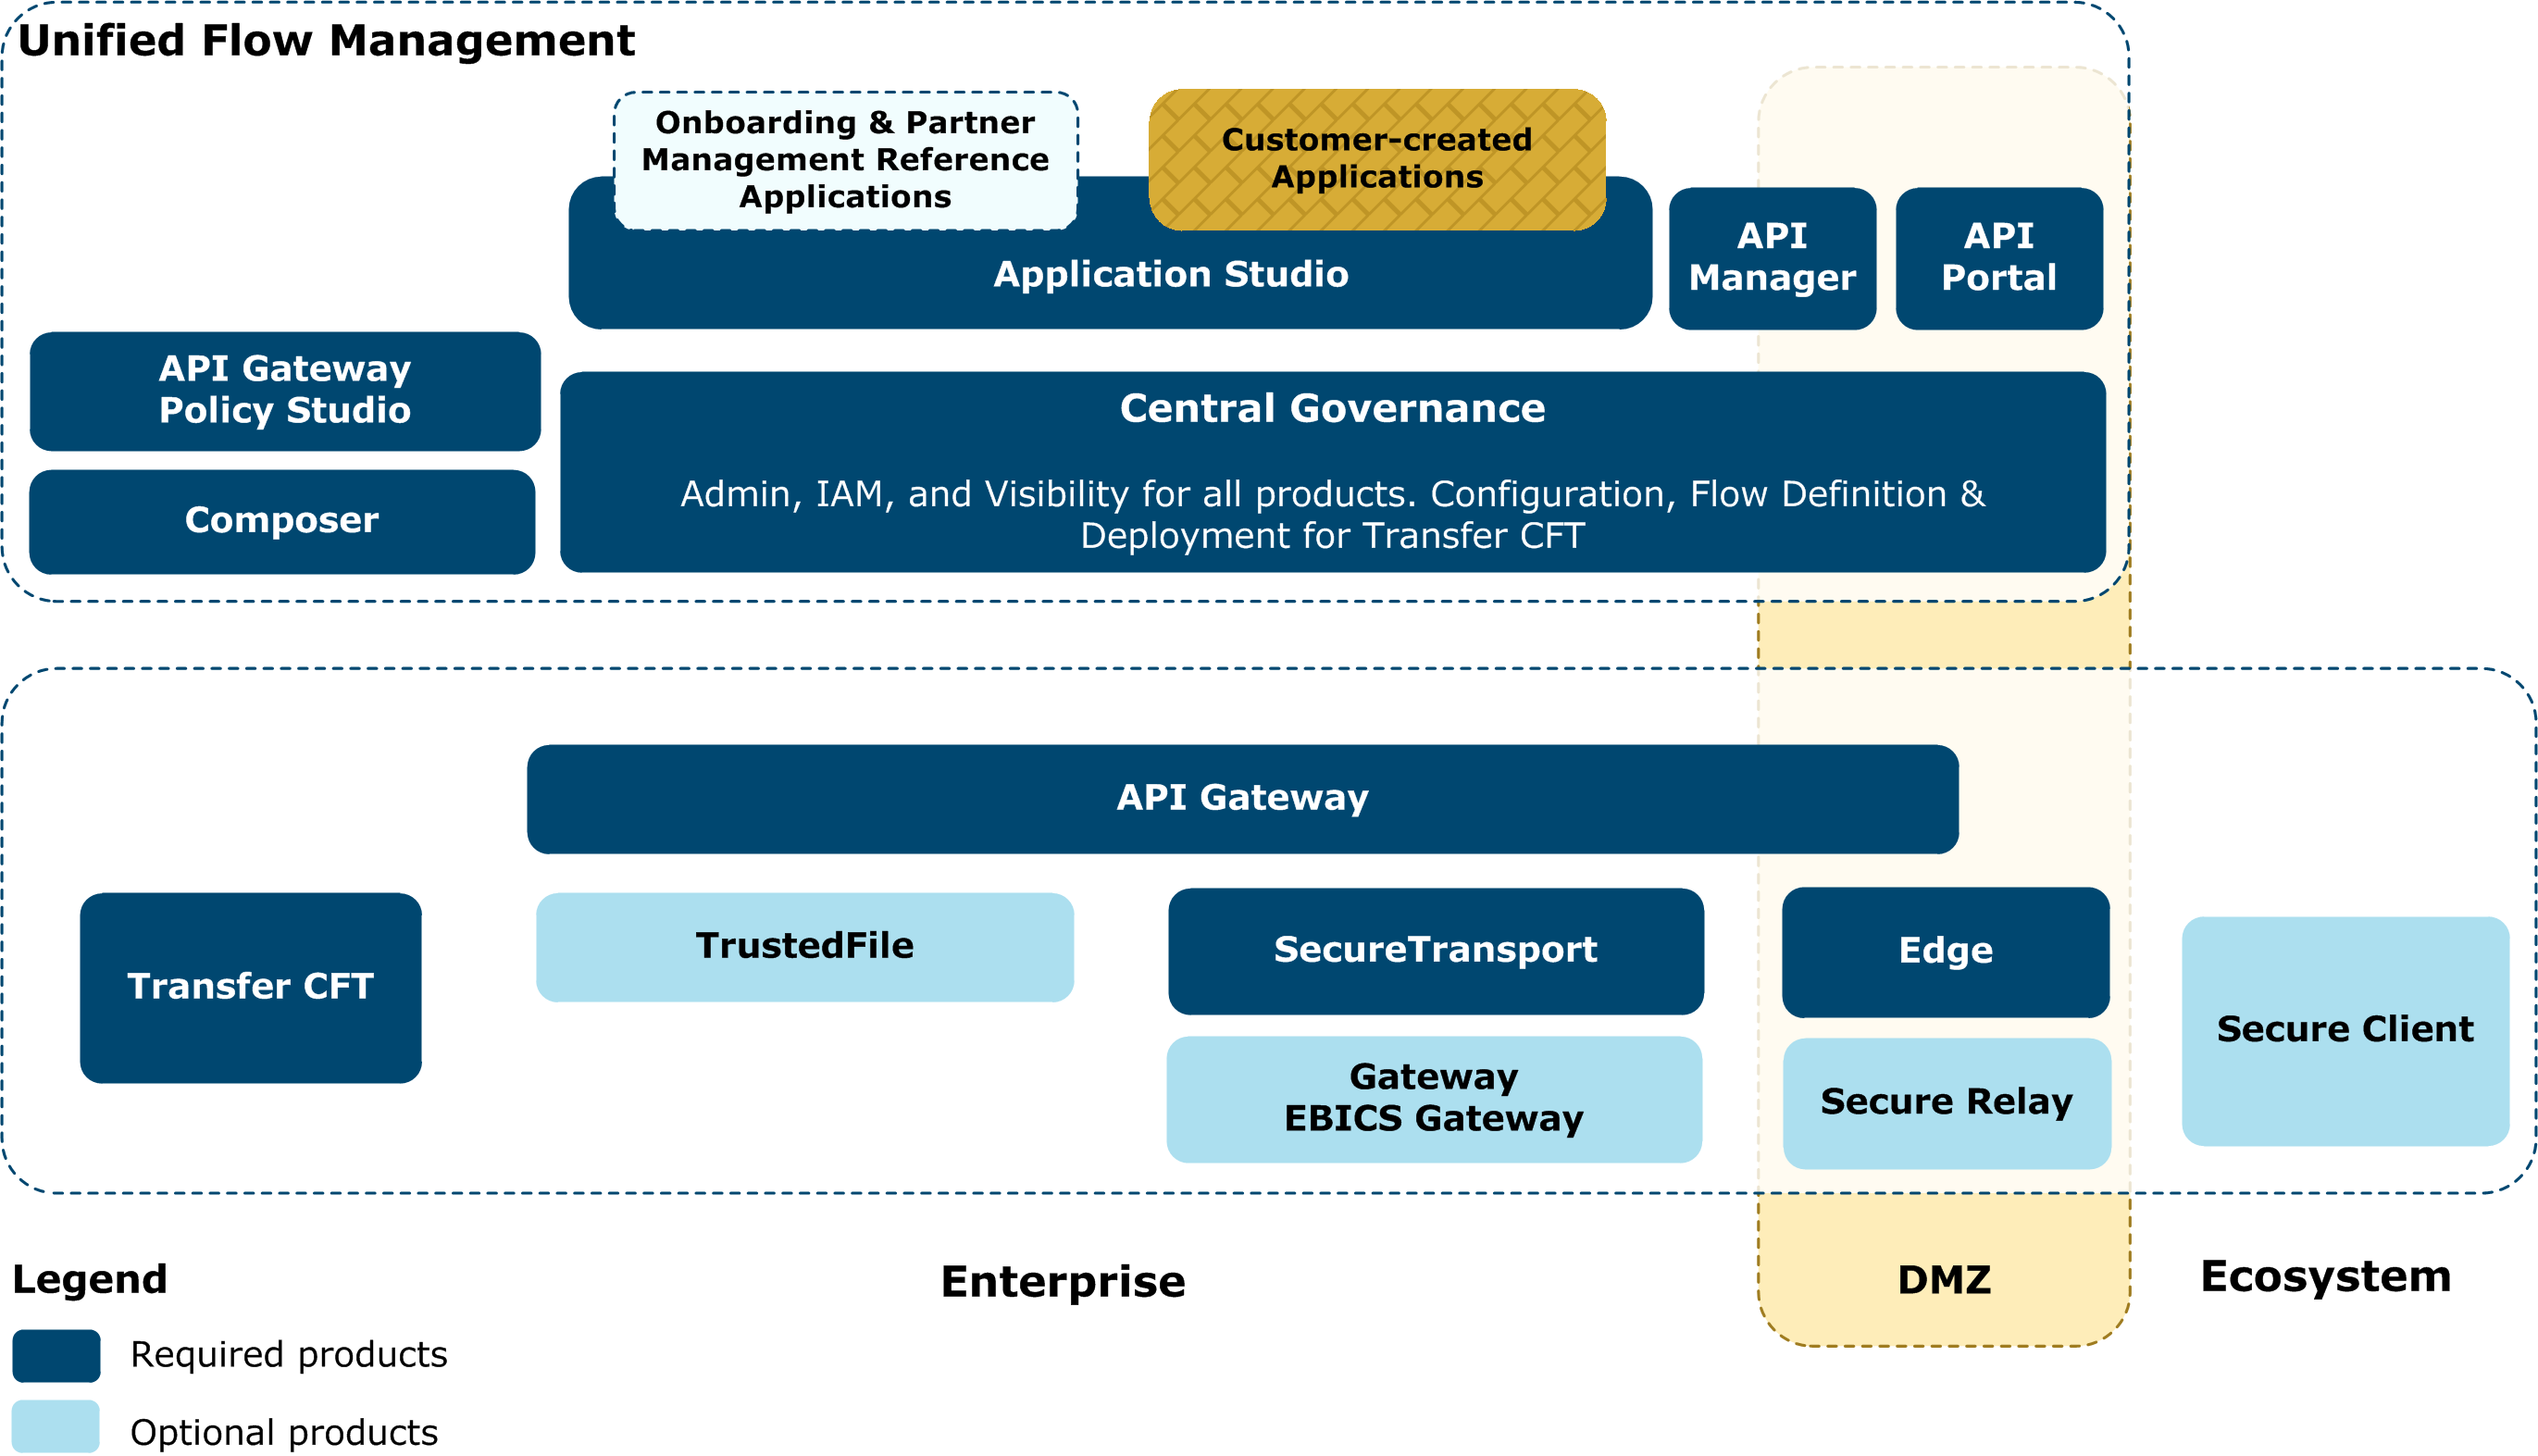 Unified Flow Management
Onboarding & Partner
Management Reference
Applications
Customer-created
Applications
Application Studio
API
Manager
API
Portal
API Gateway
Policy Studio
Composer
Central Governance
Admin, IAM, and Visibility for all products. Configuration, Flow Definition &
Deployment for Transfer CFT
API Gateway
Transfer CFT
TrustedFile
SecureTransport
Edge
Gateway
EBICS Gateway
Secure Relay
Secure Client
Enterprise
DMZ
Ecosystem
Legend
Required products
Optional products